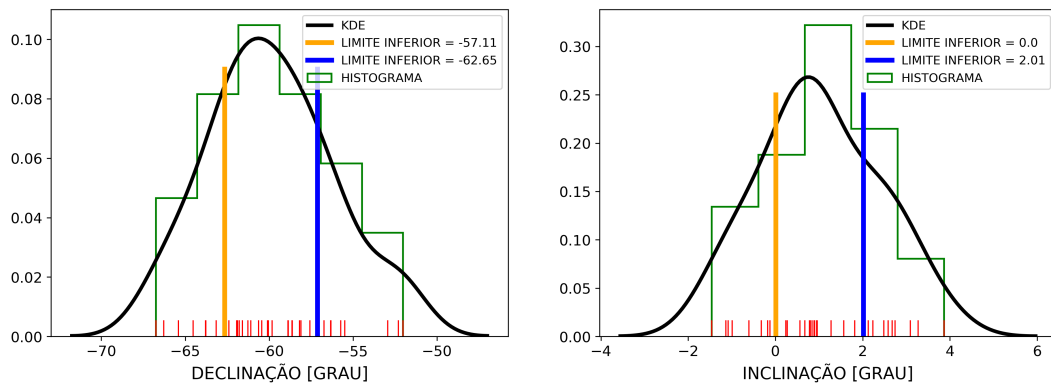 KDE
LIMITE INFERIOR = -57.11
LIMITE INFERIOR = -62.65
HISTOGRAMA
0.10
0.08
0.06
0.04
0.02
0.00
−70
−65
−60
−55
−50
DECLINAÇÃO [GRAU]
KDE
LIMITE INFERIOR = 0.0
LIMITE INFERIOR = 2.01
HISTOGRAMA
0.30
0.25
0.20
0.15
0.10
0.05
0.00
−4
−2
0
2
4
6
INCLINAÇÃO [GRAU]